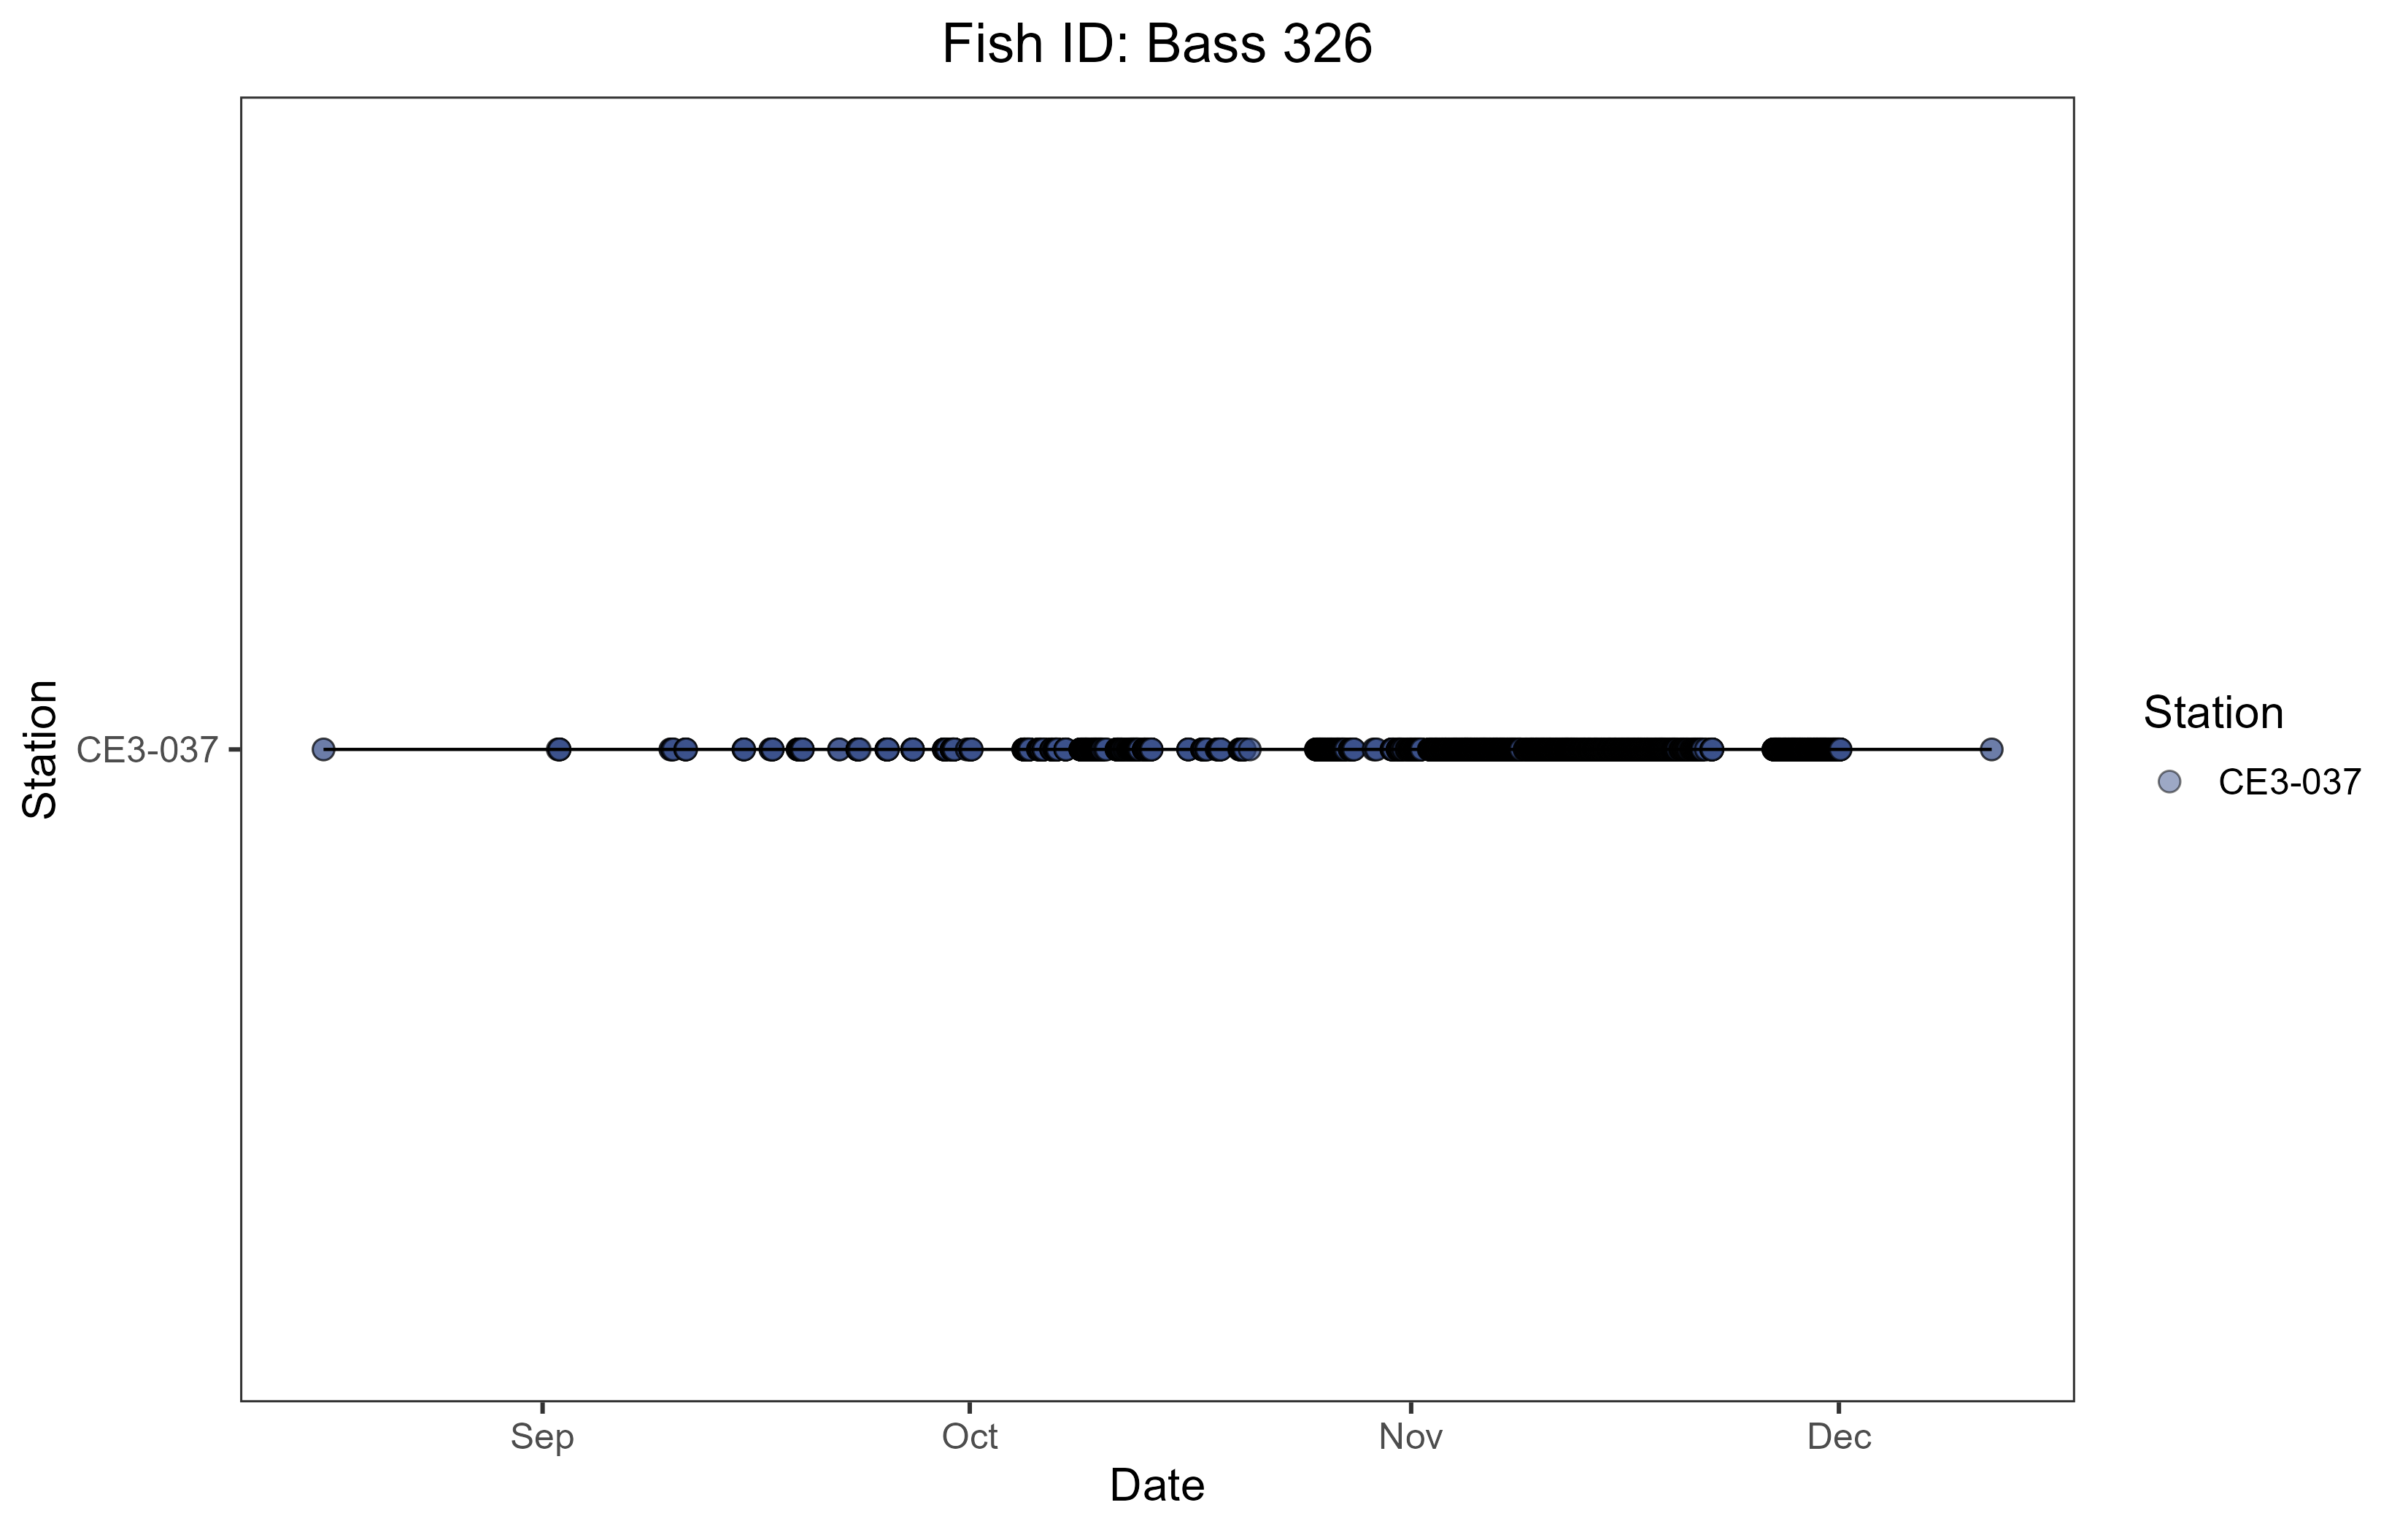 Fish ID: Bass 326
Station
CE3-037
Sep
Oct
Nov
Dec
Date
Station
CE3-037